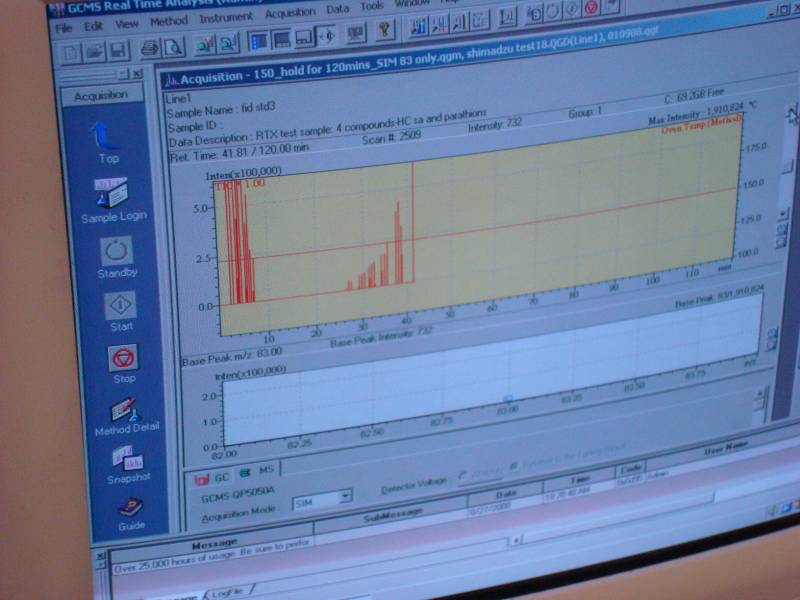 GCMS Real Time Analysis
File Edit View Method Instrument Acquisition Data Tools Window
Acquisition - 150_hold for 120mins_SIM 83 only.qgm, shimadzu test18.QGD(Line1), 010908.qgt
Acquisition
Top
Sample Login
Standby
Start
Stop
Method Detail
Snapshot
Guide
Line1
Sample Name : fid std3
Sample ID :
C: 69.2GB Free
Data Description : RTX test sample: 4 compounds-HC sa and parathions
Ret. Time: 41.81 / 120.00 min
Scan #: 2509
Intensity: 732
Group: 1
Max Intensity : 1,910,824
°C
Inten(x100,000)
TIC * 1.00
Oven Temp (Method)
5.0
2.5
0.0
175.0
150.0
125.0
100.0
10 20 30 40 50 60 70 80 90 100 110 min
Base Peak m/z: 83.00
Base Peak Intensity: 732
Base Peak: 83/1,910,824
Inten(x100,000)
2.0
1.0
0.0
82.00 82.25 82.50 82.75 83.00 83.25 83.50 83.75 m/z
GC MS
GCMS-QP5050A
Acquisition Mode
SIM
Detector Voltage
Message SubMessage Date Time Code User Name
Over 25,000 hours of usage. Be sure to perfor
Admin
LogFile